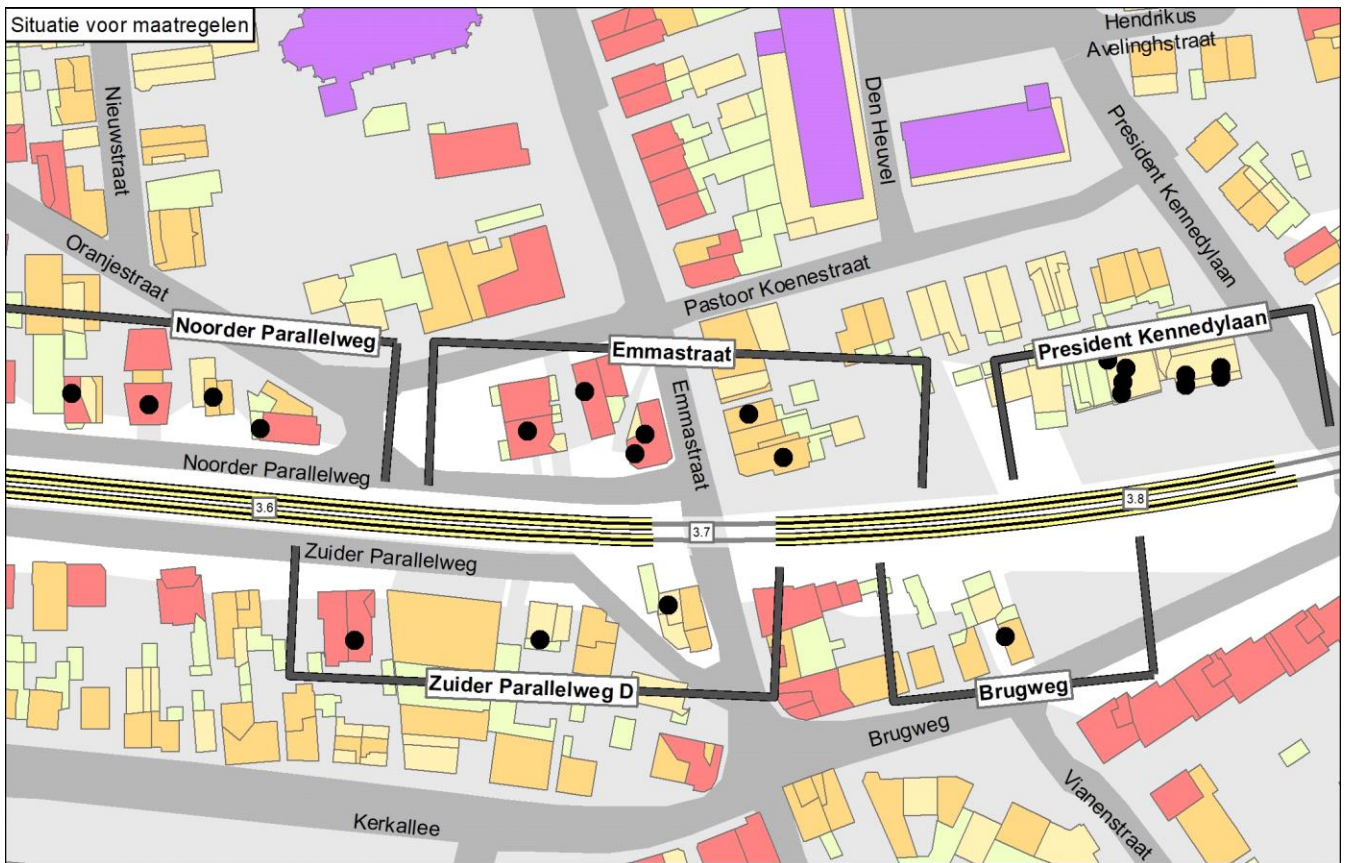 Situatie voor maatregelen
Hendrikus
Avelinghstraat
Nieuwstraat
Den Heuvel
President Kennedylaan
Oranjestraat
Pastoor Koenestraat
Noorder Parallelweg
Emmastraat
President Kennedylaan
Emmastraat
Noorder Parallelweg
3.6
3.7
3.8
Zuider Parallelweg
Zuider Parallelweg D
Brugweg
Brugweg
Vianenstraat
Kerkallee